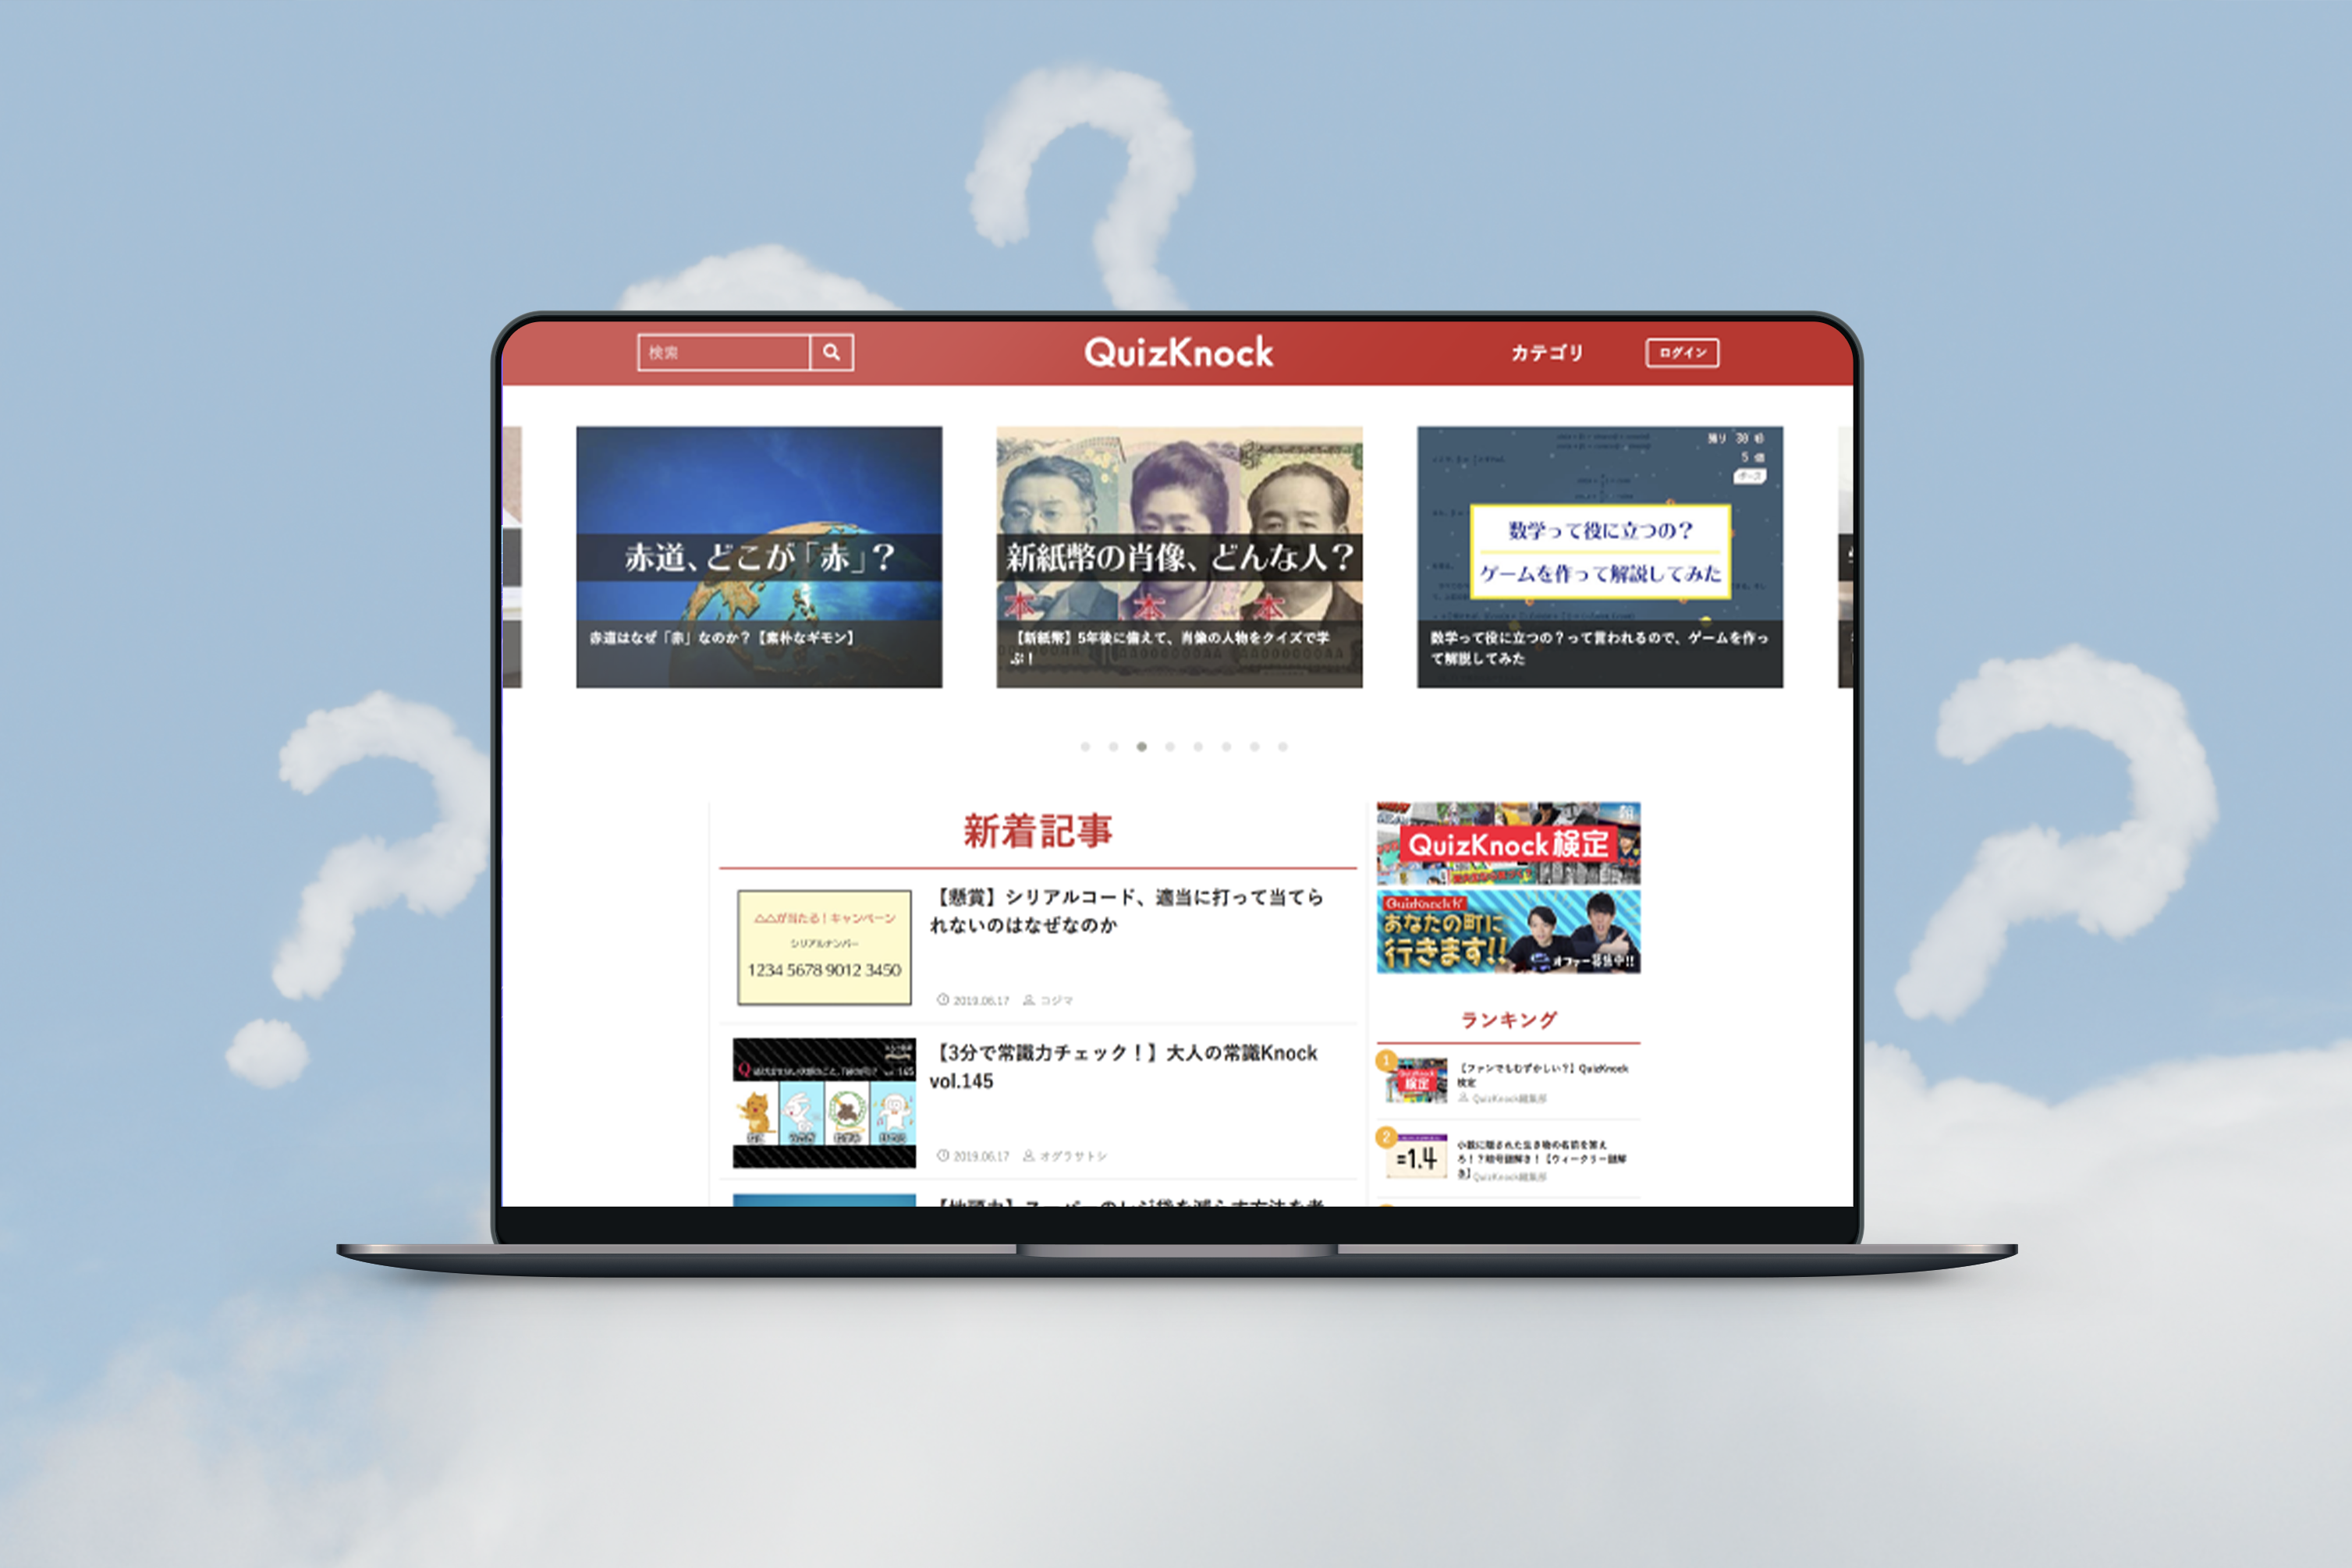 検索
QuizKnock
カテゴリ
ログイン
赤道、どこが「赤」？
赤道はなぜ「赤」なのか？【素朴なギモン】
新紙幣の肖像、どんな人？
【新紙幣】5年後に備えて、肖像の人物をクイズで学
ぶ！
残り 30 秒
5 個
数学って役に立つの？
ゲームを作って解説してみた
数学って役に立つの？って言われるので、ゲームを作っ
て解説してみた
新着記事
△△が当たる！キャンペーン
シリアルナンバー
1234 5678 9012 3450
【懸賞】シリアルコード、適当に打って当てら
れないのはなぜなのか
2019.06.17 コジマ
【3分で常識力チェック！】大人の常識Knock
vol.145
2019.06.17 オグラサトシ
QuizKnock検定
QuizKnockが
あなたの町に
行きます!!
オファー募集中!!
ランキング
1
【ファンでもむずかしい？】QuizKnock
検定
QuizKnock編集部
2
=1.4
小数に隠された生き物の名前を答え
ろ！？暗号謎解き！【ウィークリー謎解
き】
QuizKnock編集部